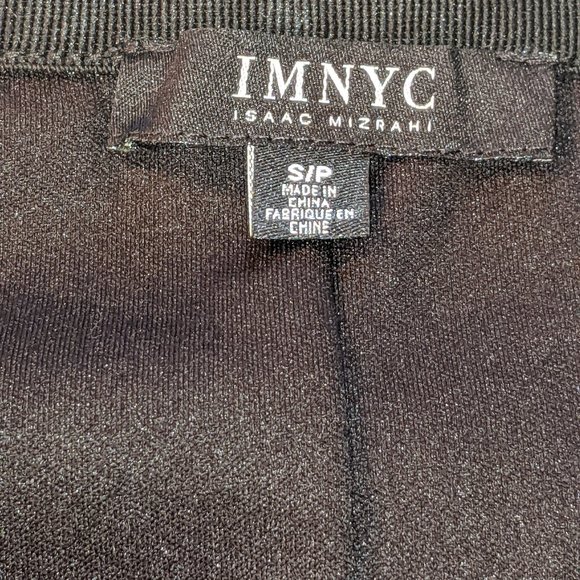 IMNYC
ISAAC MIZRAHI
S/P
MADE IN
CHINA
FABRIQUE EN
CHINE